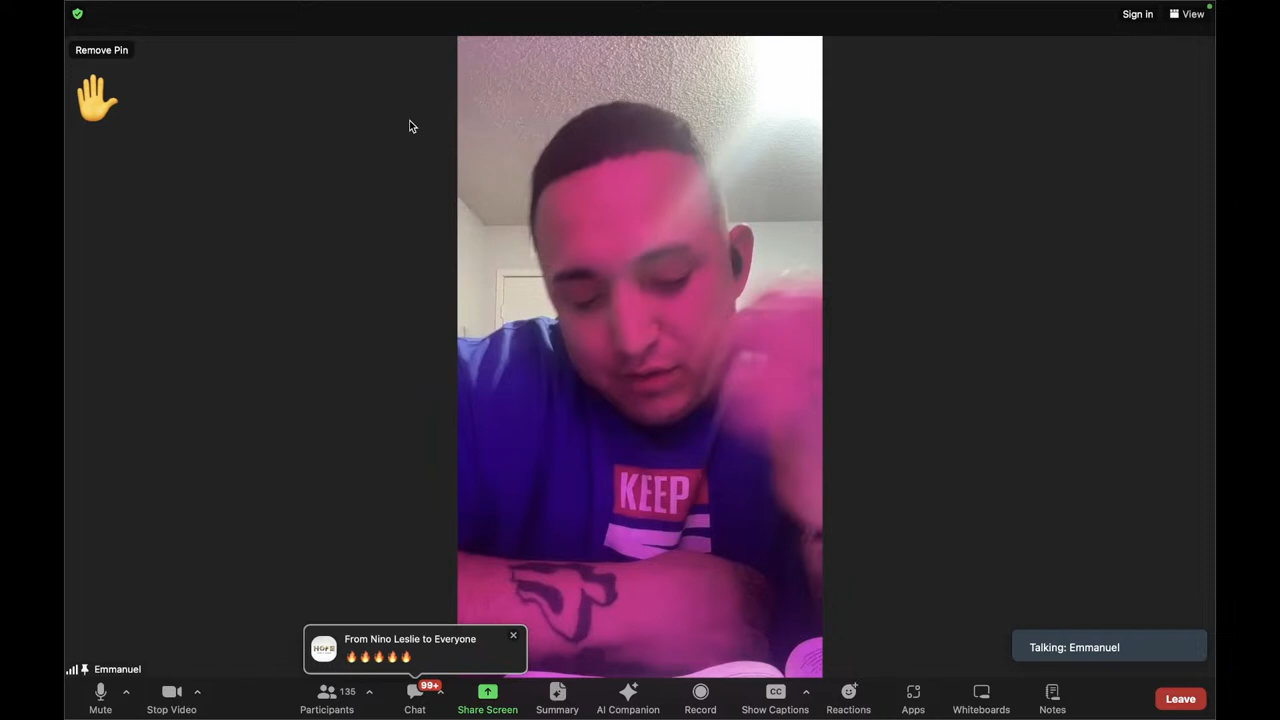 Sign in
View
Remove Pin
KEEP
From Nino Leslie to Everyone
Talking: Emmanuel
Emmanuel
135
99+
CC
Mute
Stop Video
Participants
Chat
Share Screen
Summary
AI Companion
Record
Show Captions
Reactions
Apps
Whiteboards
Notes
Leave